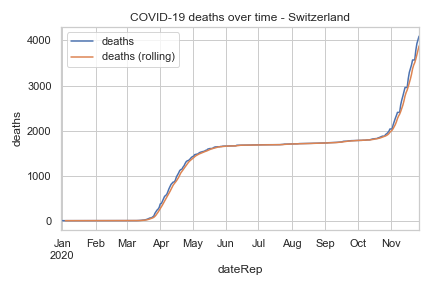 COVID-19 deaths over time - Switzerland
deaths
deaths (rolling)
4000
3000
2000
1000
0
deaths
Jan Feb Mar Apr May Jun Jul Aug Sep Oct Nov
2020
dateRep